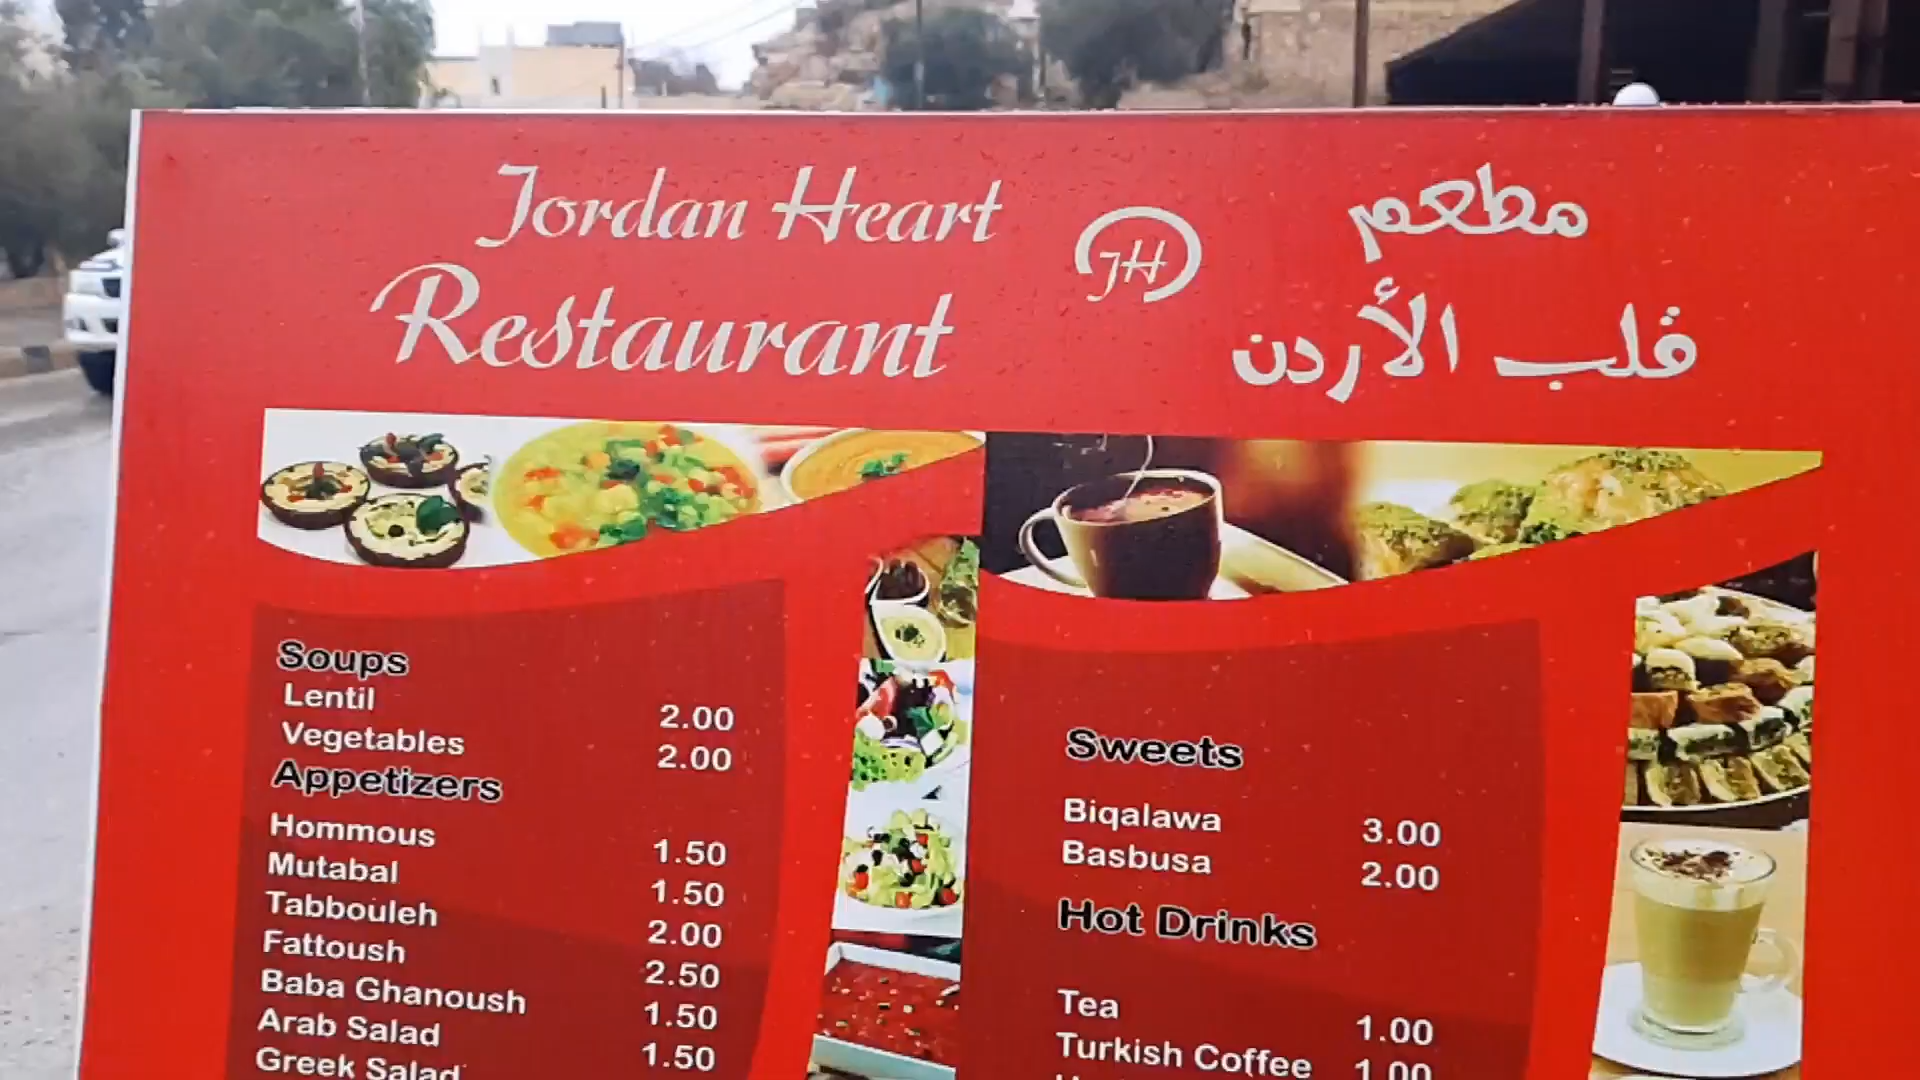 Jordan Heart
Restaurant
JH
مطعم
قلب الأردن
Soups
Lentil 2.00
Vegetables 2.00
Appetizers
Hommous 1.50
Mutabal 1.50
Tabbouleh 2.00
Fattoush 2.50
Baba Ghanoush 1.50
Arab Salad 1.50
Greek Salad
Sweets
Biqalawa 3.00
Basbusa 2.00
Hot Drinks
Tea 1.00
Turkish Coffee 1.00